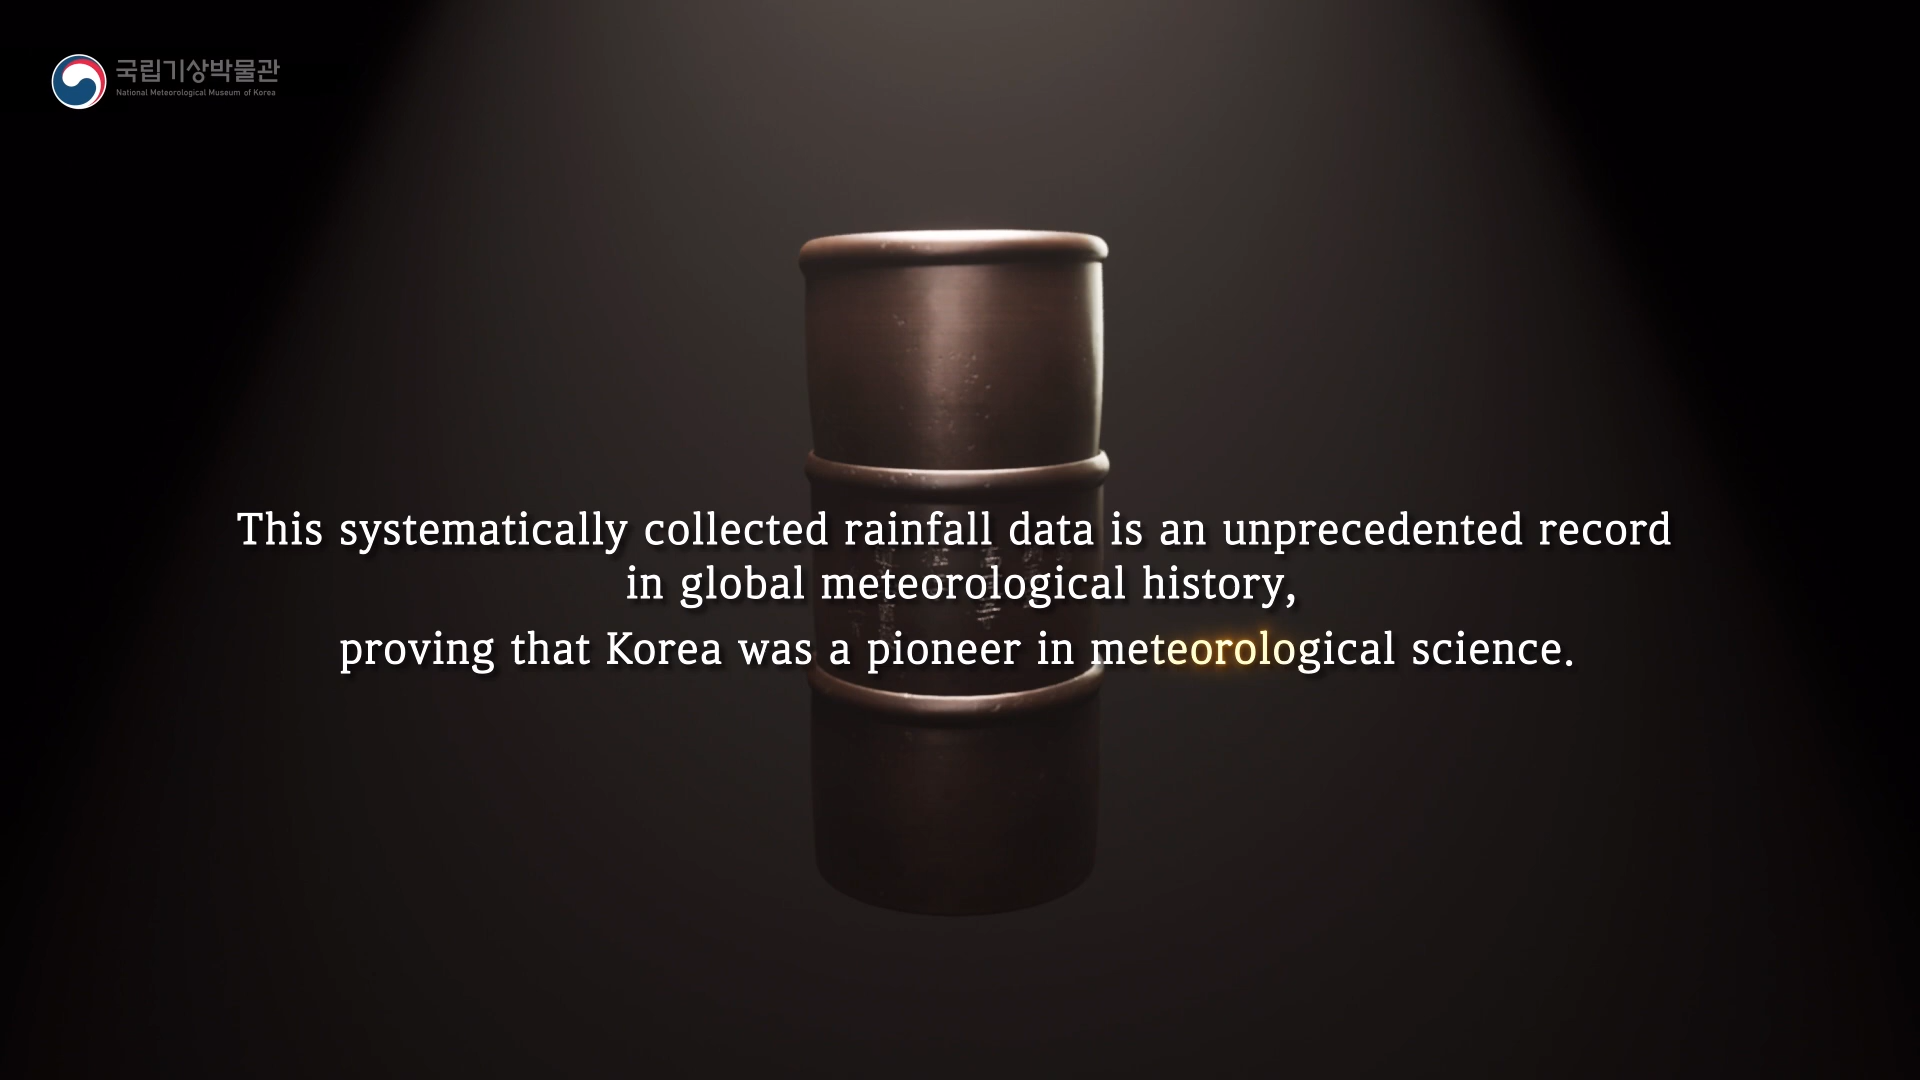 국립기상박물관
National Meteorological Museum of Korea
This systematically collected rainfall data is an unprecedented record
in global meteorological history,
proving that Korea was a pioneer in meteorological science.